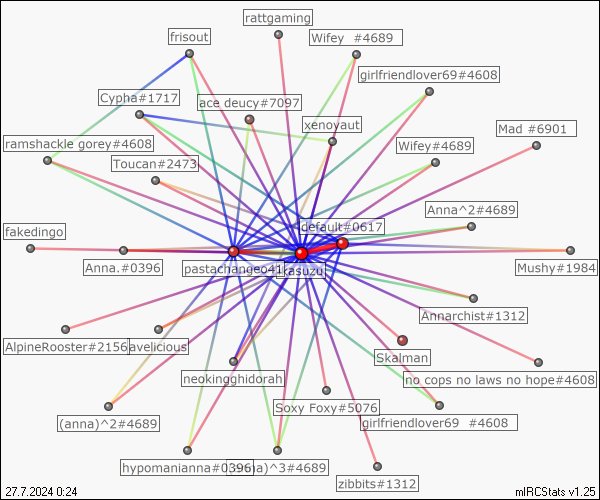 rattgaming
frisout
Wifey  #4689
girlfriendlover69#4608
Cypha#1717
ace deucy#7097
xenoyaut
Mad #6901
ramshackle gorey#4608
Toucan#2473
Wifey#4689
Anna^2#4689
default#0617
fakedingo
Anna.#0396
pastachangeo41
kasuzu
Mushy#1984
Annarchist#1312
AlpineRooster#2156
avelicious
Skalman
neokingghidorah
no cops no laws no hope#4608
Soxy Foxy#5076
(anna)^2#4689
girlfriendlover69  #4608
hypomanianna#0396
a)^3#4689
zibbits#1312
27.7.2024 0:24
mIRCStats v1.25